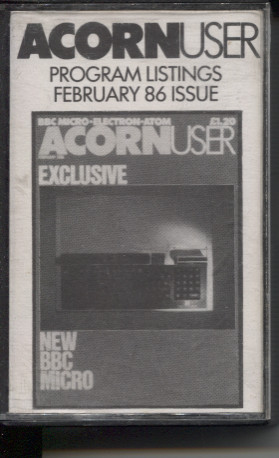 ACORNUSER
PROGRAM LISTINGS
FEBRUARY 86 ISSUE
BBC MICRO-ELECTRON-ATOM £1.20
ACORNUSER
EXCLUSIVE
NEW
BBC
MICRO